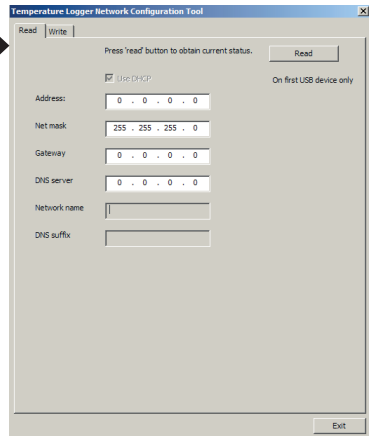 Temperature Logger Network Configuration Tool
Read Write
Press 'read' button to obtain current status. Read
Use DHCP On first USB device only
Address: 0 . 0 . 0 . 0
Net mask 255 . 255 . 255 . 0
Gateway 0 . 0 . 0 . 0
DNS server 0 . 0 . 0 . 0
Network name
DNS suffix
Exit